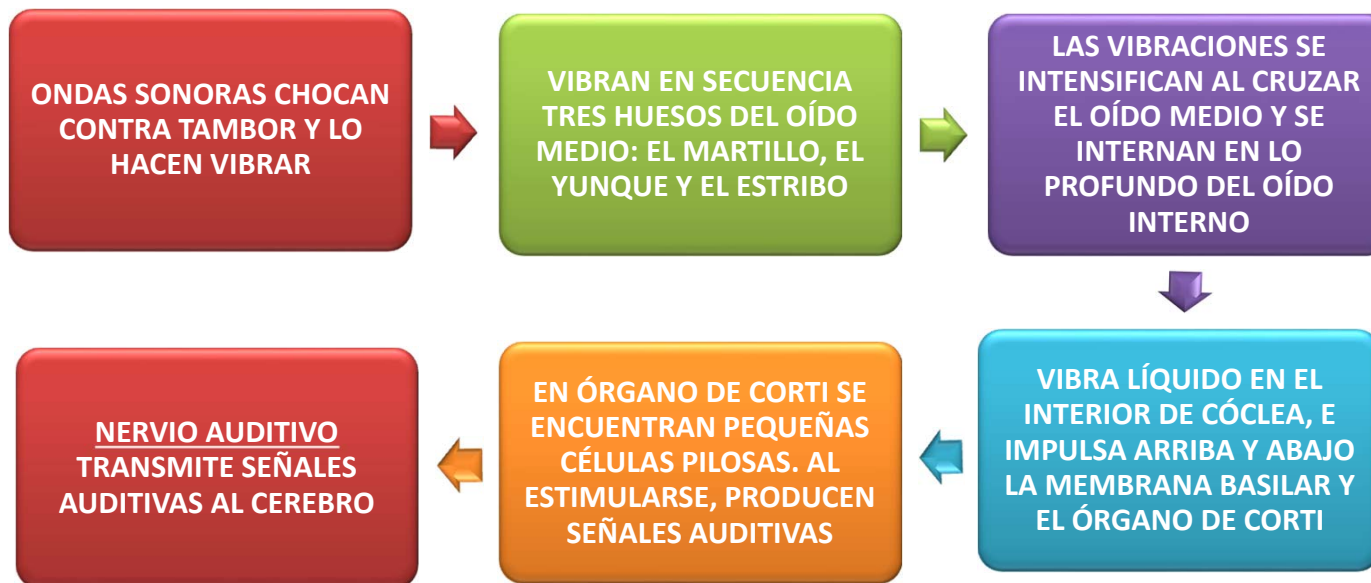 ONDAS SONORAS CHOCAN
CONTRA TAMBOR Y LO
HACEN VIBRAR
VIBRAN EN SECUENCIA
TRES HUESOS DEL OÍDO
MEDIO: EL MARTILLO, EL
YUNQUE Y EL ESTRIBO
LAS VIBRACIONES SE
INTENSIFICAN AL CRUZAR
EL OÍDO MEDIO Y SE
INTERNAN EN LO
PROFUNDO DEL OÍDO
INTERNO
VIBRA LÍQUIDO EN EL
INTERIOR DE CÓCLEA, E
IMPULSA ARRIBA Y ABAJO
LA MEMBRANA BASILAR Y
EL ÓRGANO DE CORTI
EN ÓRGANO DE CORTI SE
ENCUENTRAN PEQUEÑAS
CÉLULAS PILOSAS. AL
ESTIMULARSE, PRODUCEN
SEÑALES AUDITIVAS
NERVIO AUDITIVO
TRANSMITE SEÑALES
AUDITIVAS AL CEREBRO